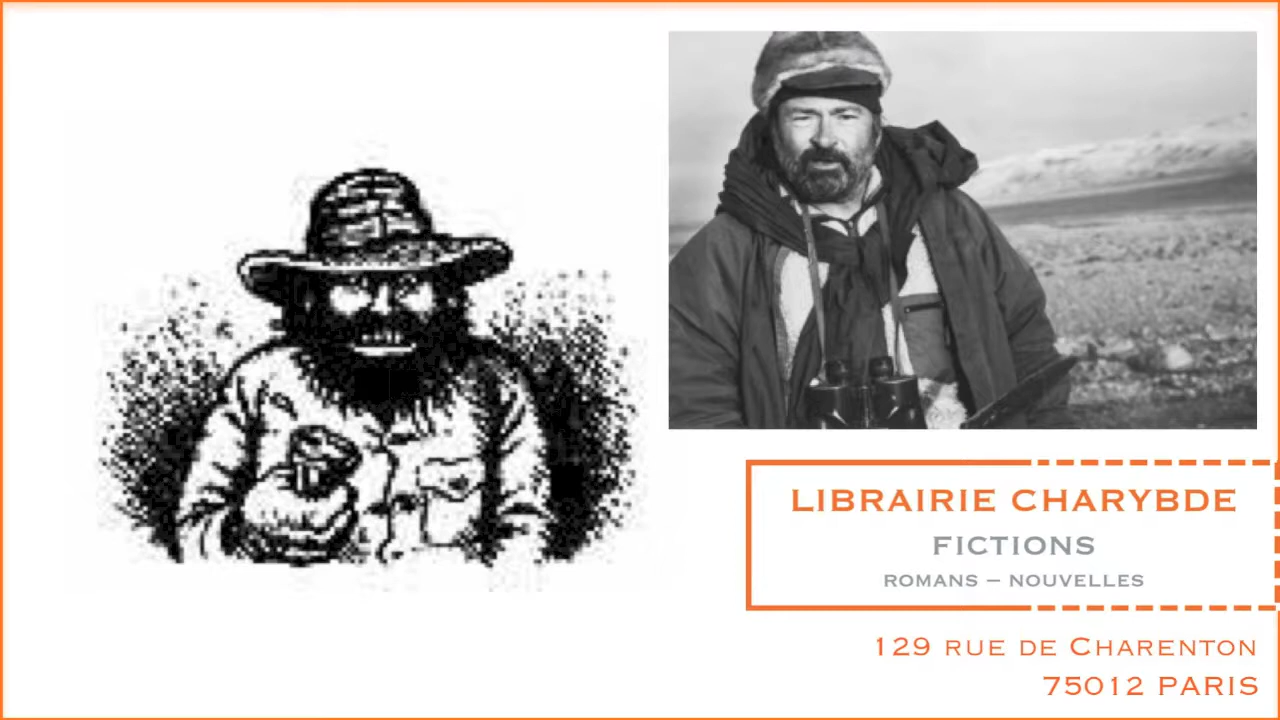 LIBRAIRIE CHARYBDE
FICTIONS
ROMANS – NOUVELLES
129 RUE DE CHARENTON
75012 PARIS